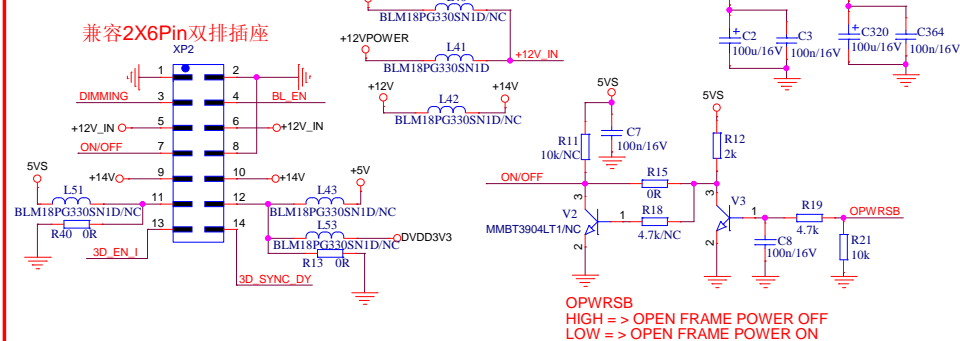 兼容2X6Pin双排插座
XP2
1
2
DIMMING
3
4
BL_EN
+12V_IN
5
6
+12V_IN
ON/OFF
7
8
+14V
9
10
+14V
5VS
L51
11
12
BLM18PG330SN1D/NC
R40
0R
13
14
3D_EN_I
3D_SYNC_DY
L43
+5V
BLM18PG330SN1D/NC
L53
DVDD3V3
BLM18PG330SN1D/NC
R13
0R
BLM18PG330SN1D/NC
+12VPOWER
L41
+12V_IN
BLM18PG330SN1D
+12V
L42
+14V
BLM18PG330SN1D/NC
+
C2
100u/16V
C3
100n/16V
+
C320
100u/16V
C364
100n/16V
5VS
R11
10k/NC
C7
100n/16V
5VS
R12
2k
ON/OFF
R15
0R
3
V2
1
R18
MMBT3904LT1/NC
4.7k/NC
2
3
V3
1
2
R19
4.7k
OPWRSB
C8
100n/16V
R21
10k
OPWRSB
HIGH = > OPEN FRAME POWER OFF
LOW = > OPEN FRAME POWER ON